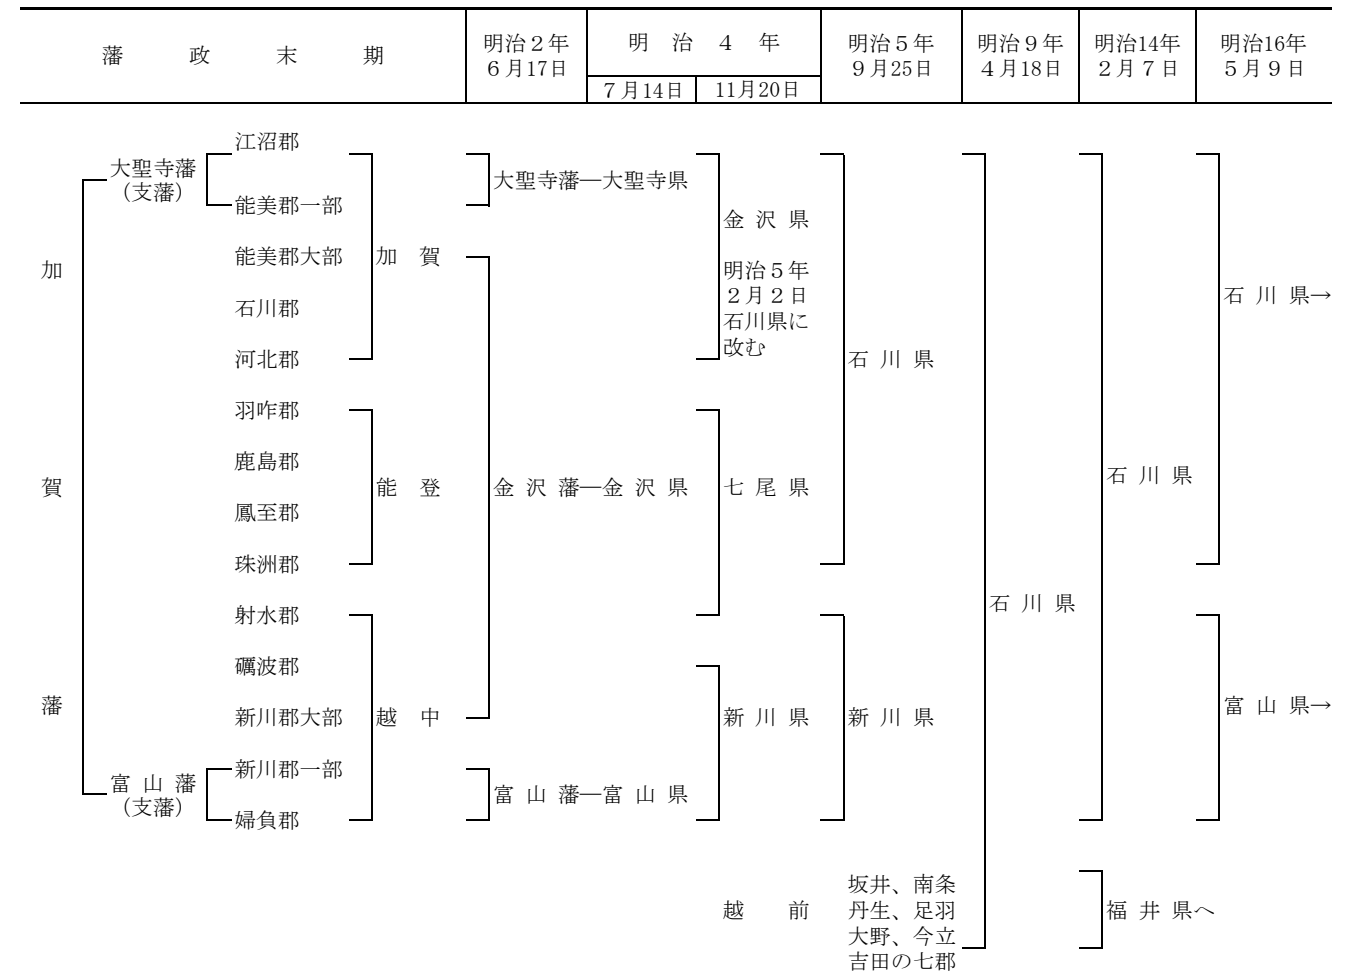 藩 政 末 期
明治２年
６月17日
明 治 ４ 年
７月14日
11月20日
明治５年
９月25日
明治９年
４月18日
明治14年
２月７日
明治16年
５月９日
加 賀 藩
大聖寺藩
（支藩）
富 山 藩
（支藩）
江沼郡
能美郡一部
能美郡大部
石川郡
河北郡
羽咋郡
鹿島郡
鳳至郡
珠洲郡
射水郡
礪波郡
新川郡大部
新川郡一部
婦負郡
加 賀
能 登
越 中
大聖寺藩―大聖寺県
金 沢 藩―金 沢 県
富 山 藩―富 山 県
金 沢 県
明治５年
２月２日
石川県に
改む
七 尾 県
新 川 県
越 前
石 川 県
新 川 県
坂井、南条
丹生、足羽
大野、今立
吉田の七郡
石 川 県
石 川 県
福 井 県へ
石 川 県→
富 山 県→